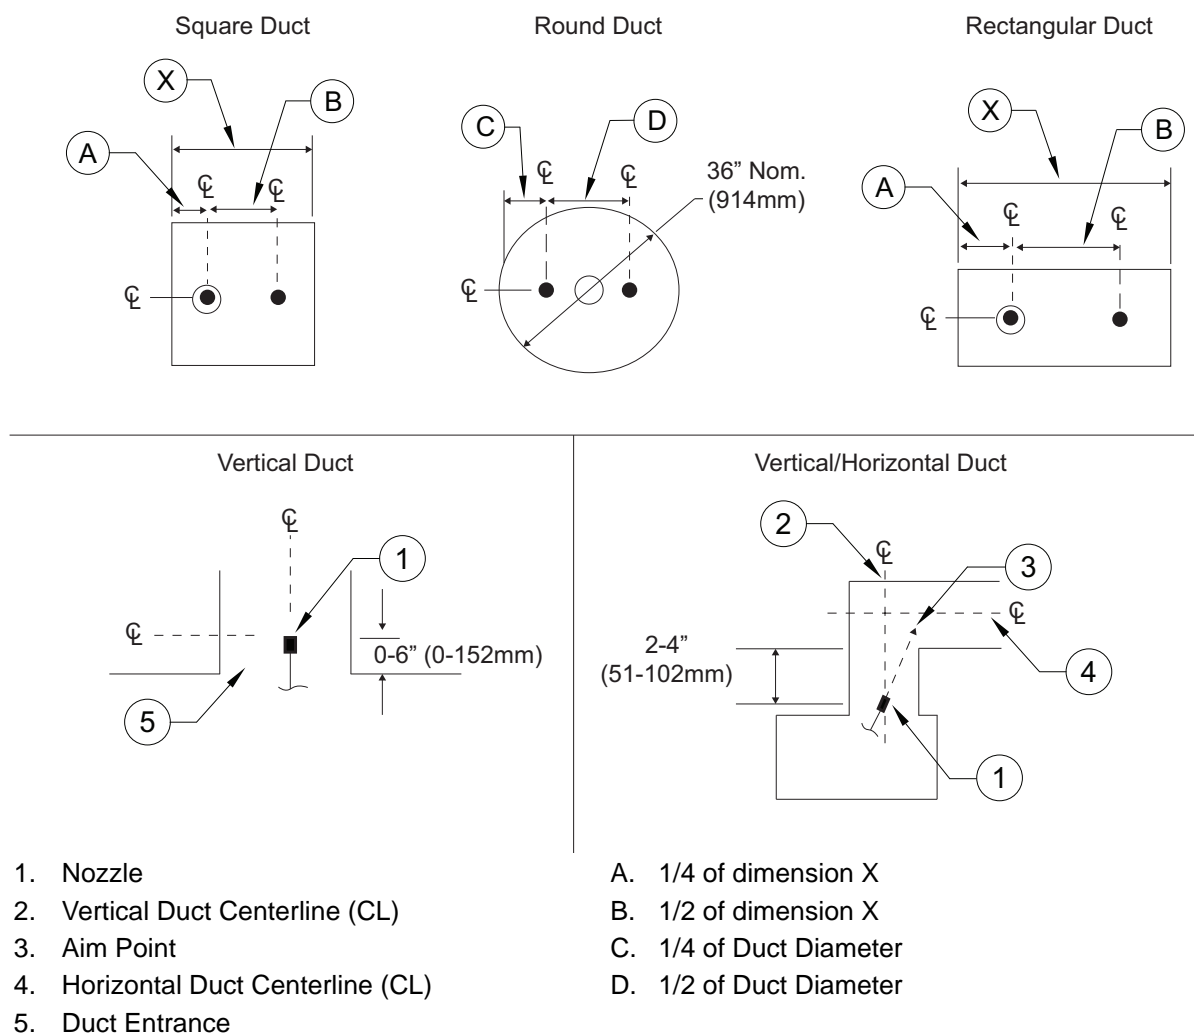 Square Duct
Round Duct
Rectangular Duct
X
B
A
C
D
36” Nom.
(914mm)
X
B
A
℄
℄
℄
℄
℄
℄
℄
℄
℄
Vertical Duct
Vertical/Horizontal Duct
℄
1
℄
0-6” (0-152mm)
5
2
℄
3
℄
2-4”
(51-102mm)
4
1
1. Nozzle
2. Vertical Duct Centerline (CL)
3. Aim Point
4. Horizontal Duct Centerline (CL)
5. Duct Entrance
A. 1/4 of dimension X
B. 1/2 of dimension X
C. 1/4 of Duct Diameter
D. 1/2 of Duct Diameter